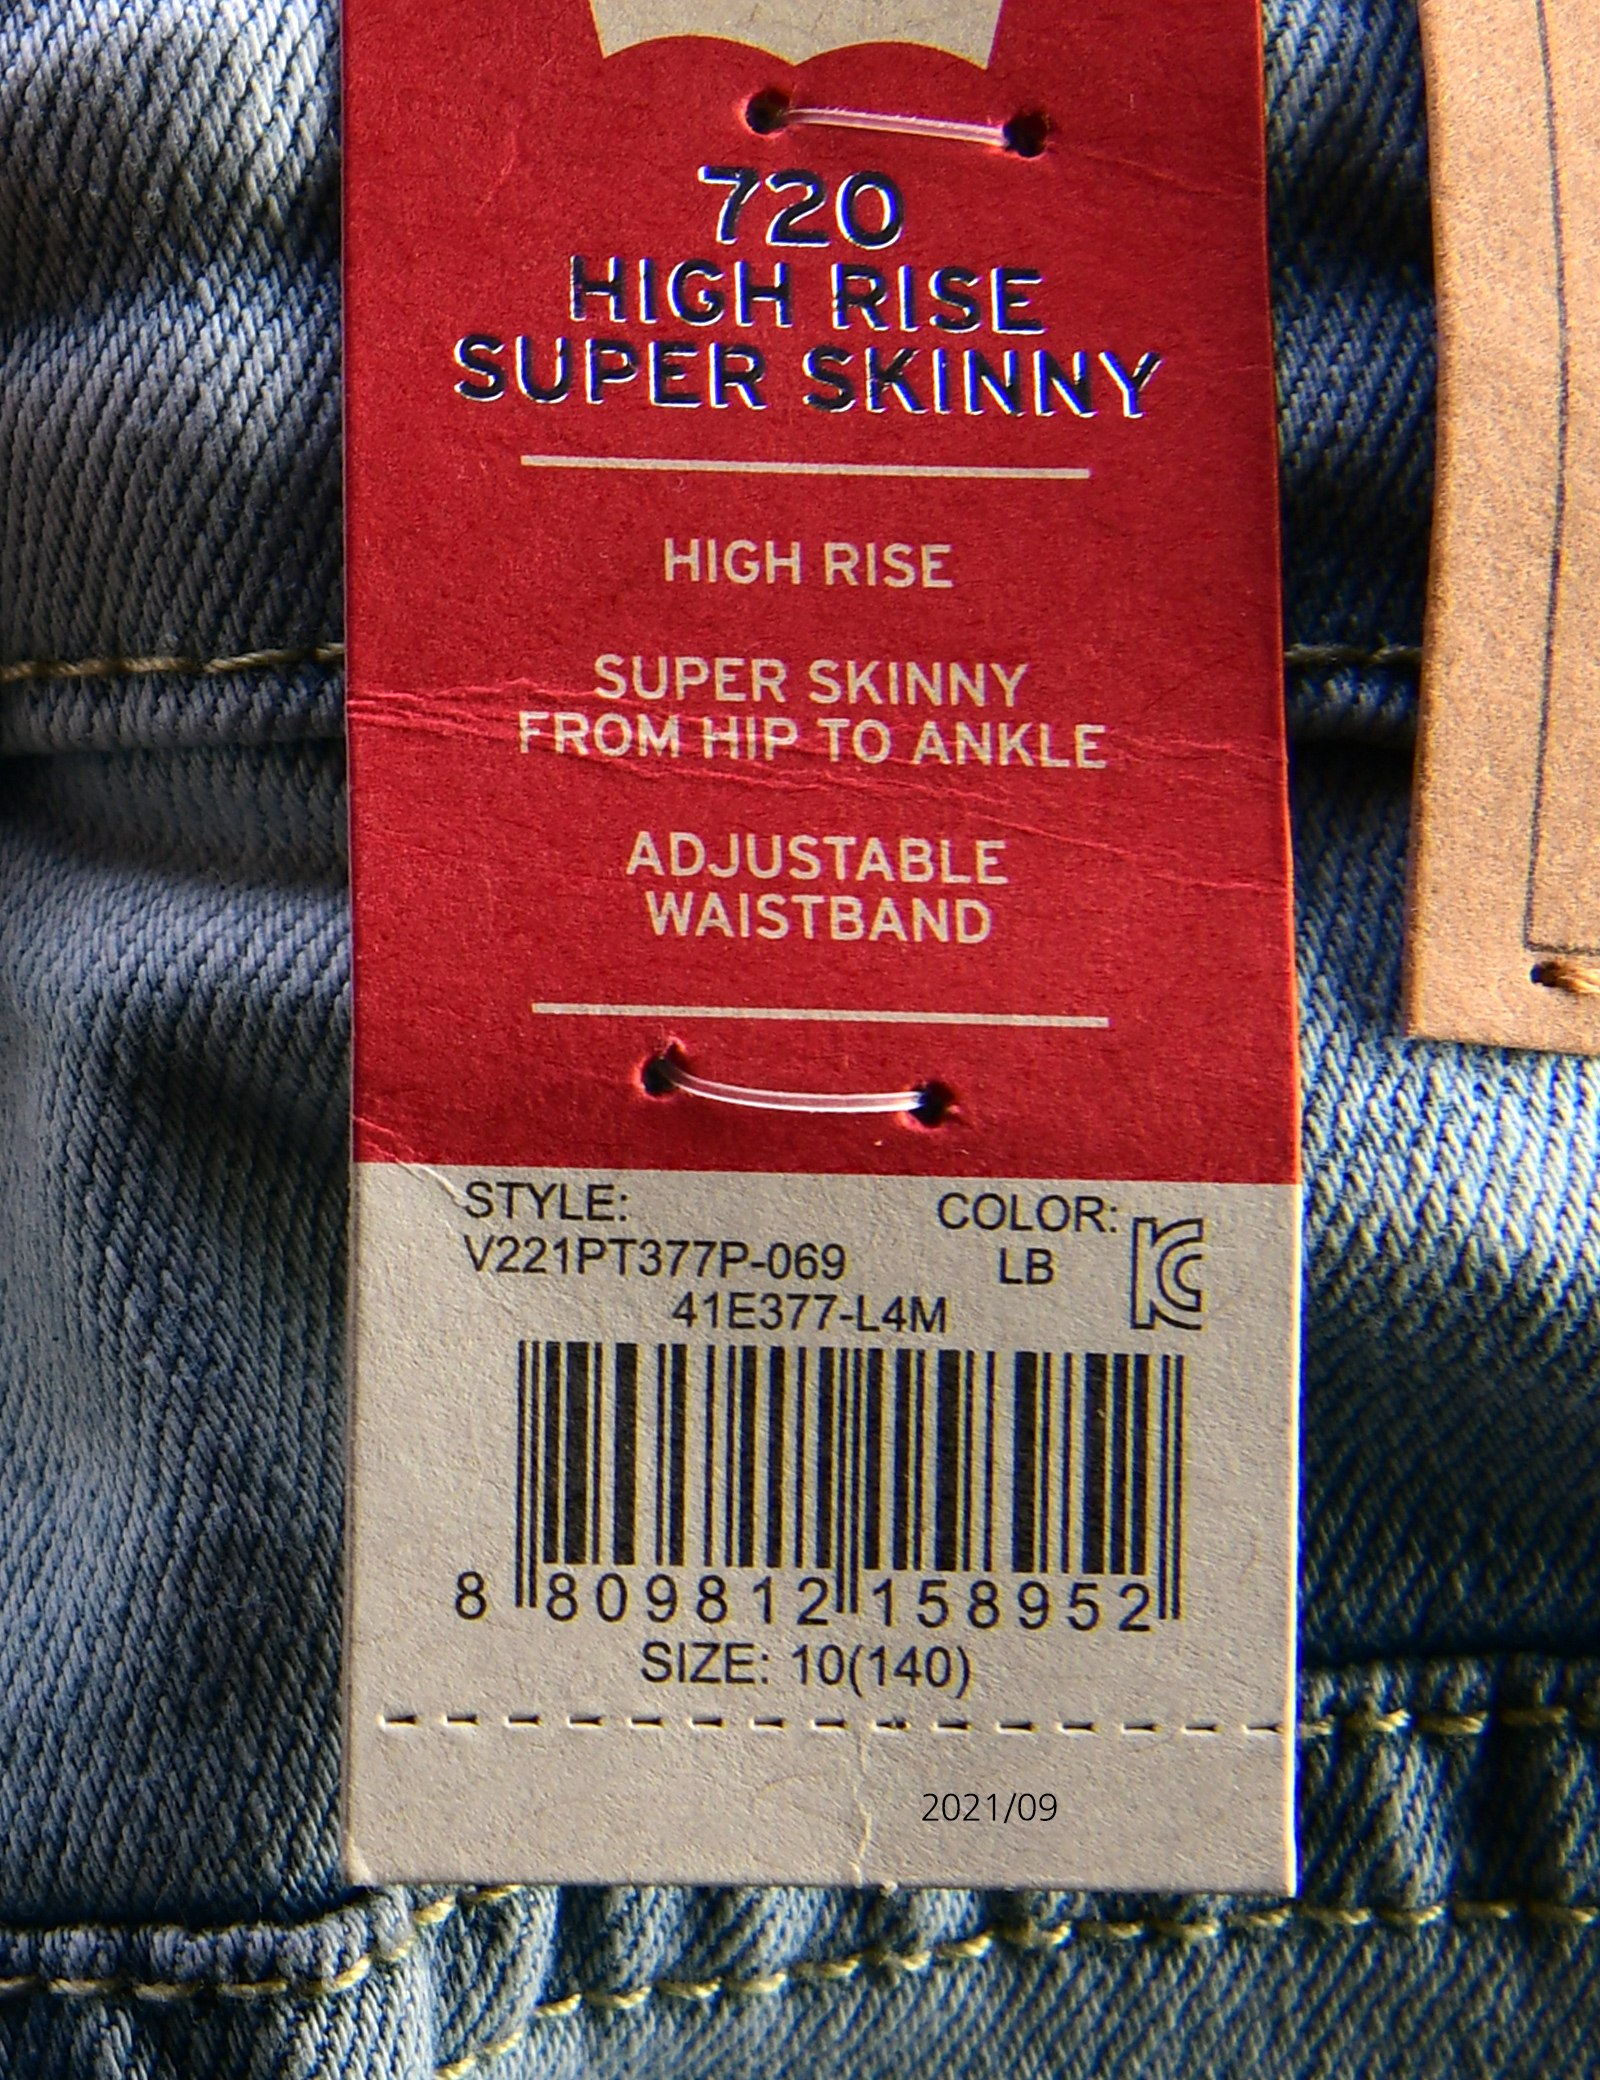 720
HIGH RISE
SUPER SKINNY
HIGH RISE
SUPER SKINNY
FROM HIP TO ANKLE
ADJUSTABLE
WAISTBAND
STYLE: COLOR:
V221PT377P-069 LB
41E377-L4M
8 809812 158952
SIZE: 10(140)
2021/09